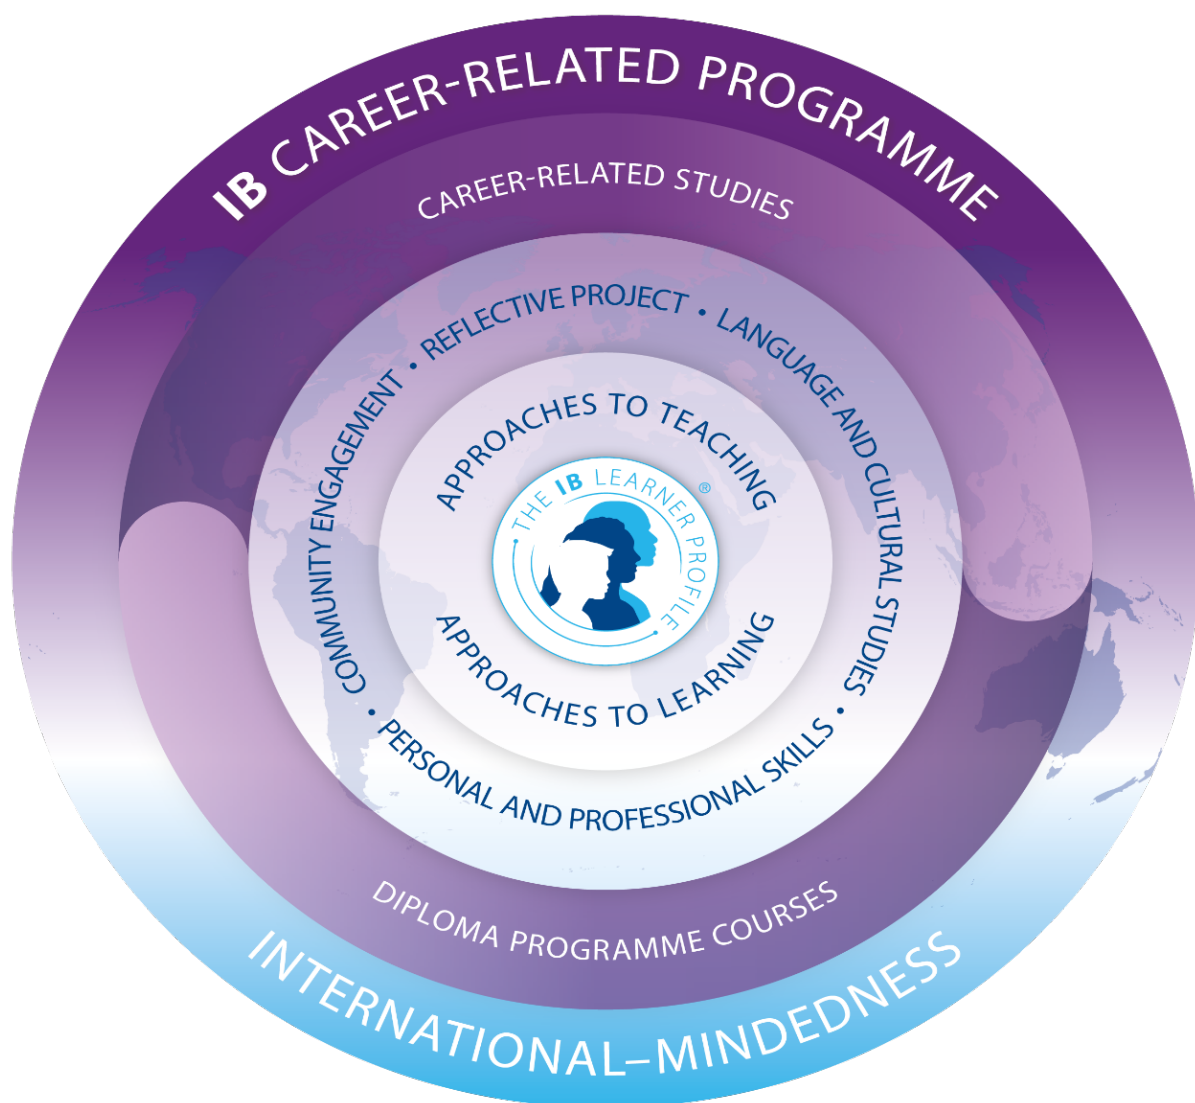 IB CAREER-RELATED PROGRAMME
CAREER-RELATED STUDIES
COMMUNITY ENGAGEMENT • REFLECTIVE PROJECT • LANGUAGE AND CULTURAL STUDIES • PERSONAL AND PROFESSIONAL SKILLS •
APPROACHES TO TEACHING
• THE IB LEARNER PROFILE •
®
APPROACHES TO LEARNING
DIPLOMA PROGRAMME COURSES
INTERNATIONAL–MINDEDNESS